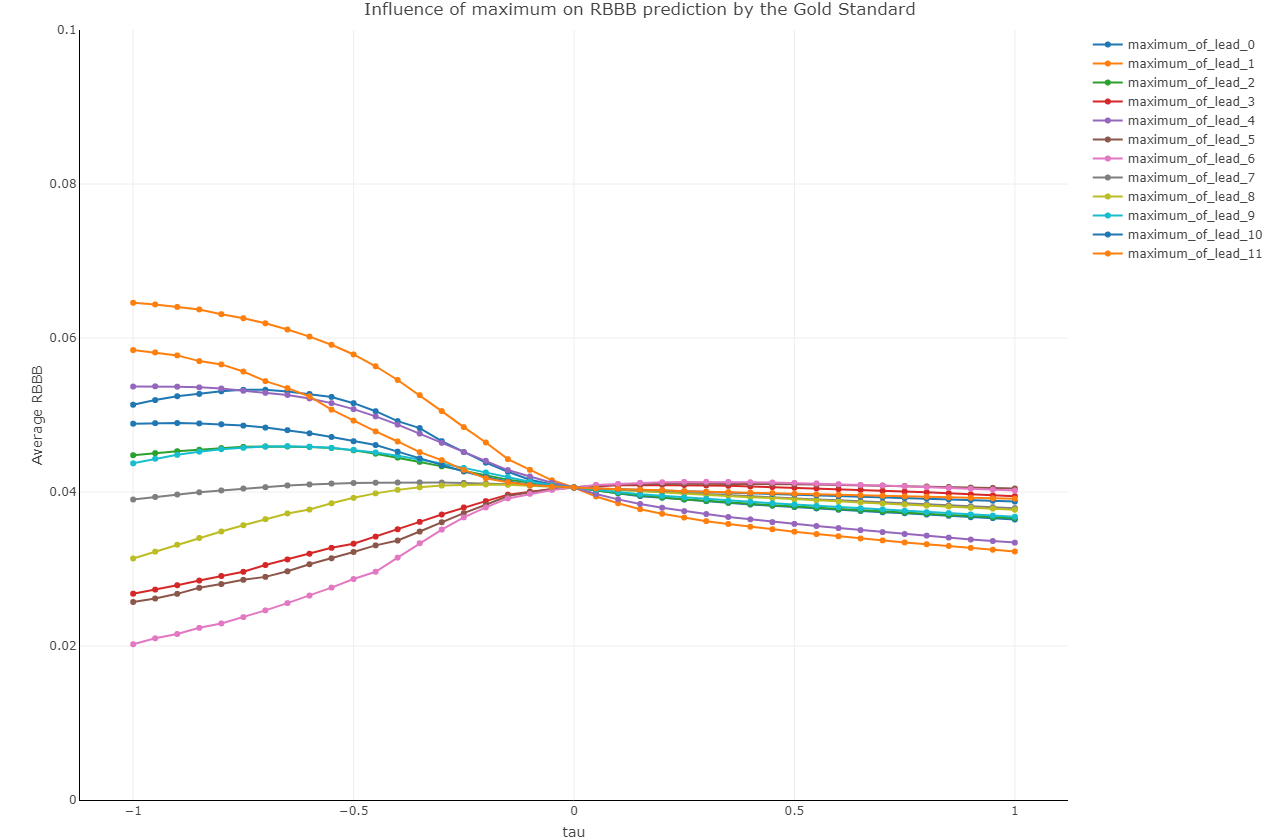 Influence of maximum on RBBB prediction by the Gold Standard
0.1
0.08
0.06
0.04
0.02
0
Average RBBB
−1
−0.5
0
0.5
1
tau
maximum_of_lead_0
maximum_of_lead_1
maximum_of_lead_2
maximum_of_lead_3
maximum_of_lead_4
maximum_of_lead_5
maximum_of_lead_6
maximum_of_lead_7
maximum_of_lead_8
maximum_of_lead_9
maximum_of_lead_10
maximum_of_lead_11